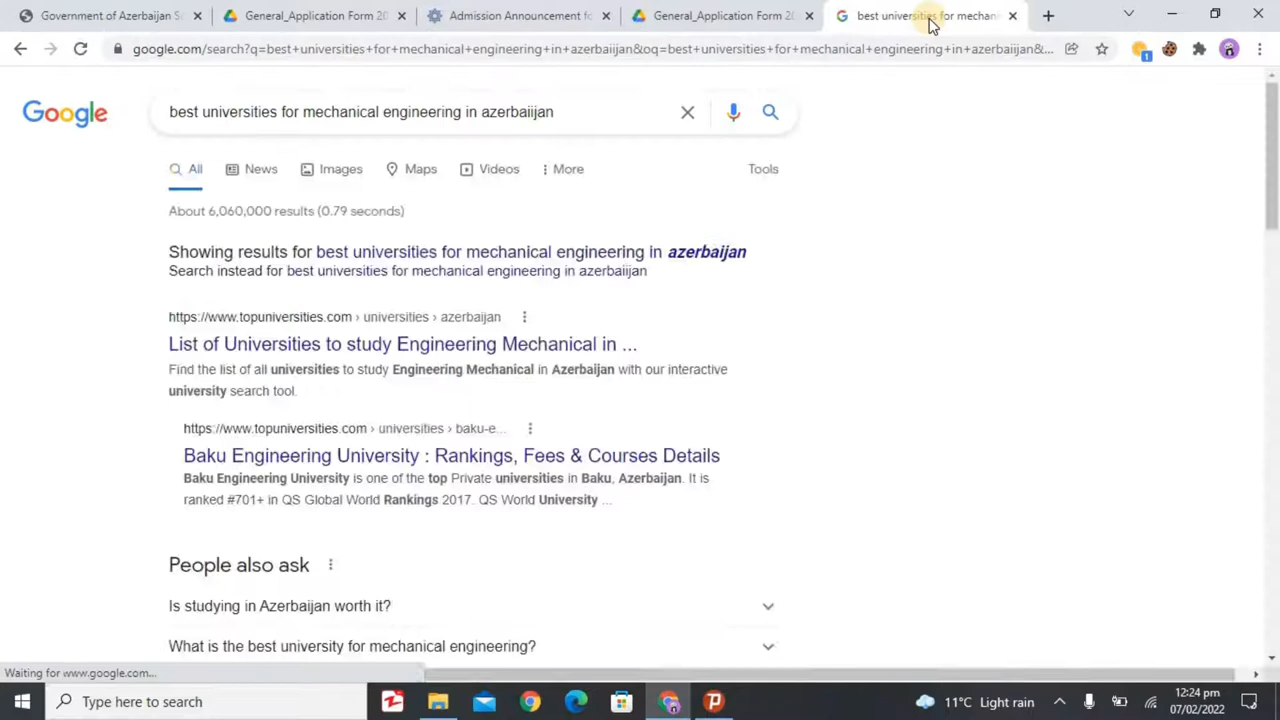 Government of Azerbaijan S
General_Application Form 20
Admission Announcement fo
General_Application Form 20
best universities for mechan
google.com/search?q=best+universities+for+mechanical+engineering+in+azerbaiijan&oq=best+universities+for+mechanical+engineering+in+azerbaiijan&...
1
Google
best universities for mechanical engineering in azerbaiijan
All
News
Images
Maps
Videos
More
Tools
About 6,060,000 results (0.79 seconds)
Showing results for best universities for mechanical engineering in azerbaijan
Search instead for best universities for mechanical engineering in azerbaiijan
https://www.topuniversities.com › universities › azerbaijan
List of Universities to study Engineering Mechanical in ...
Find the list of all universities to study Engineering Mechanical in Azerbaijan with our interactive
university search tool.
https://www.topuniversities.com › universities › baku-e...
Baku Engineering University : Rankings, Fees & Courses Details
Baku Engineering University is one of the top Private universities in Baku, Azerbaijan. It is
ranked #701+ in QS Global World Rankings 2017. QS World University ...
People also ask
Is studying in Azerbaijan worth it?
What is the best university for mechanical engineering?
Waiting for www.google.com...
Type here to search
11°C Light rain
12:24 pm
07/02/2022